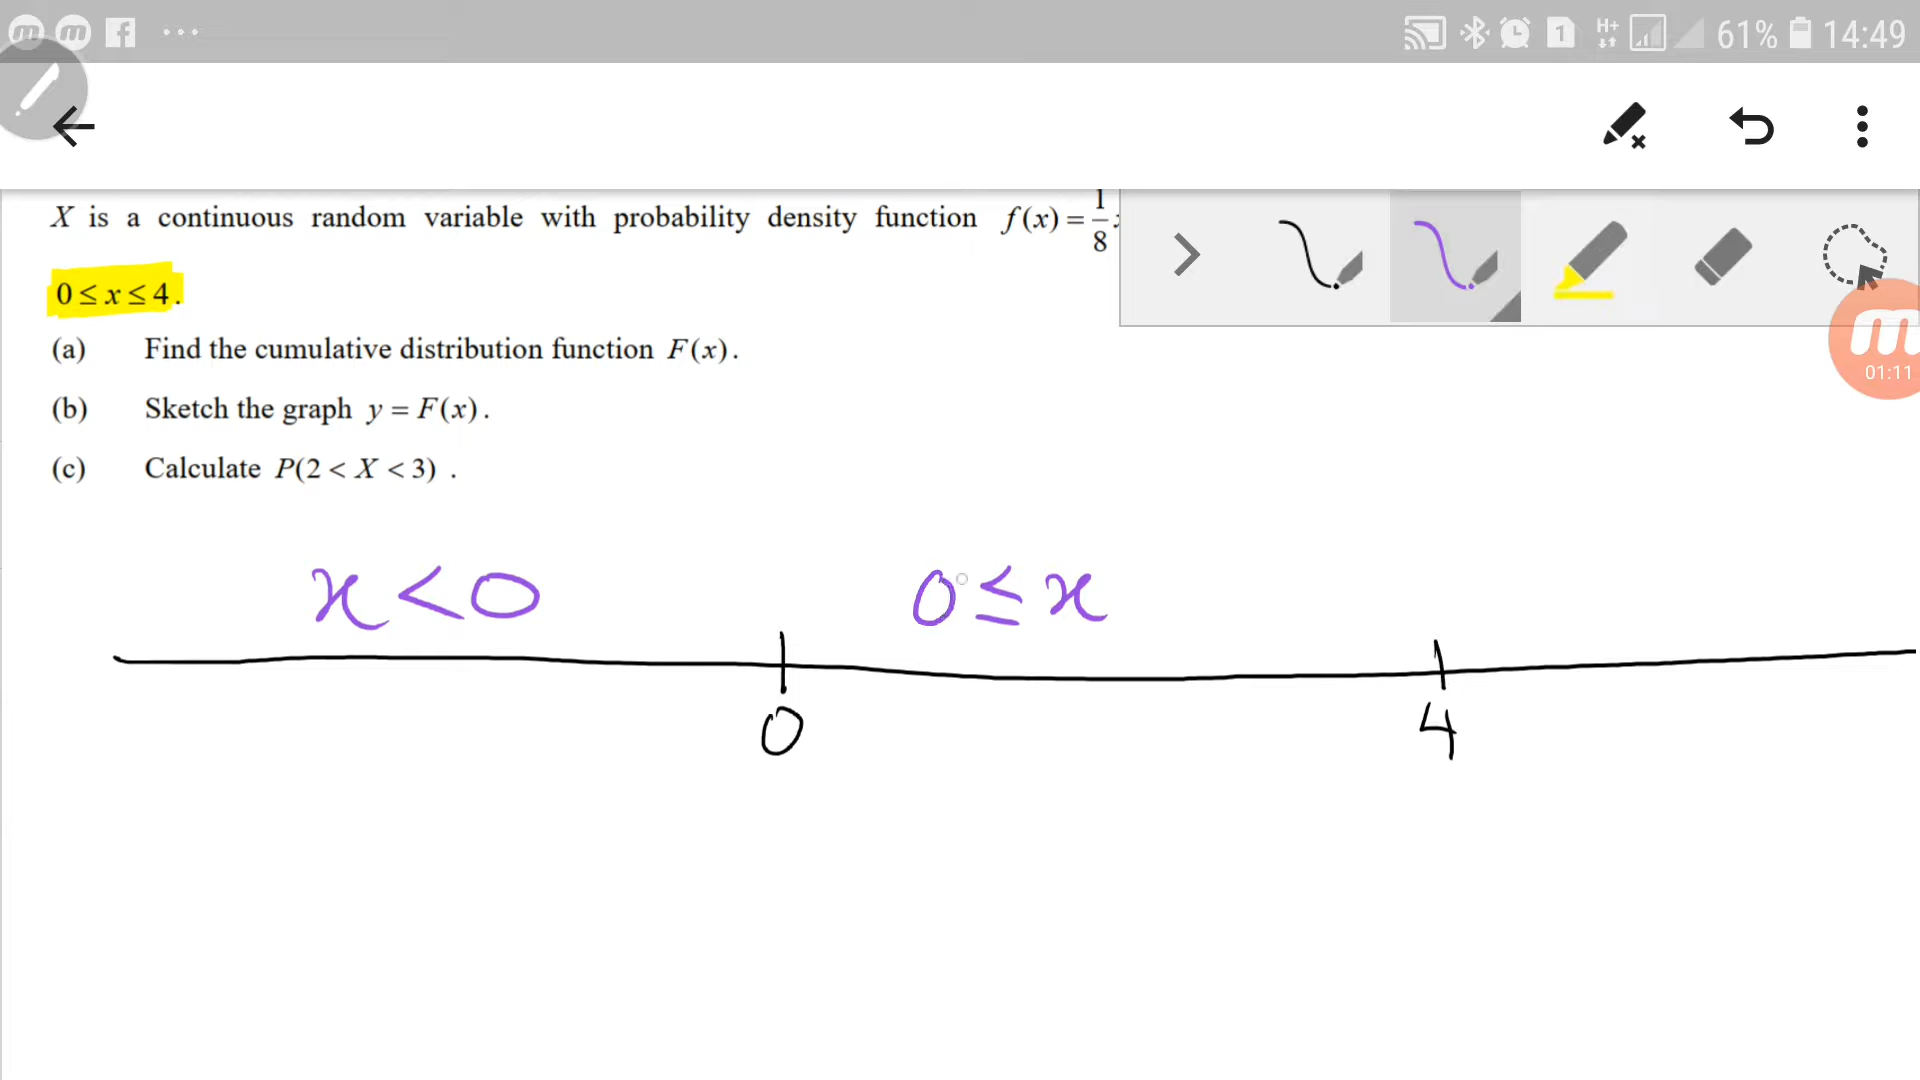 61% 14:49
X is a continuous random variable with probability density function f(x) = 1/8
0 ≤ x ≤ 4.
(a) Find the cumulative distribution function F(x).
(b) Sketch the graph y = F(x).
(c) Calculate P(2 < X < 3) .
01:11
x < 0 0 ≤ x
0 4